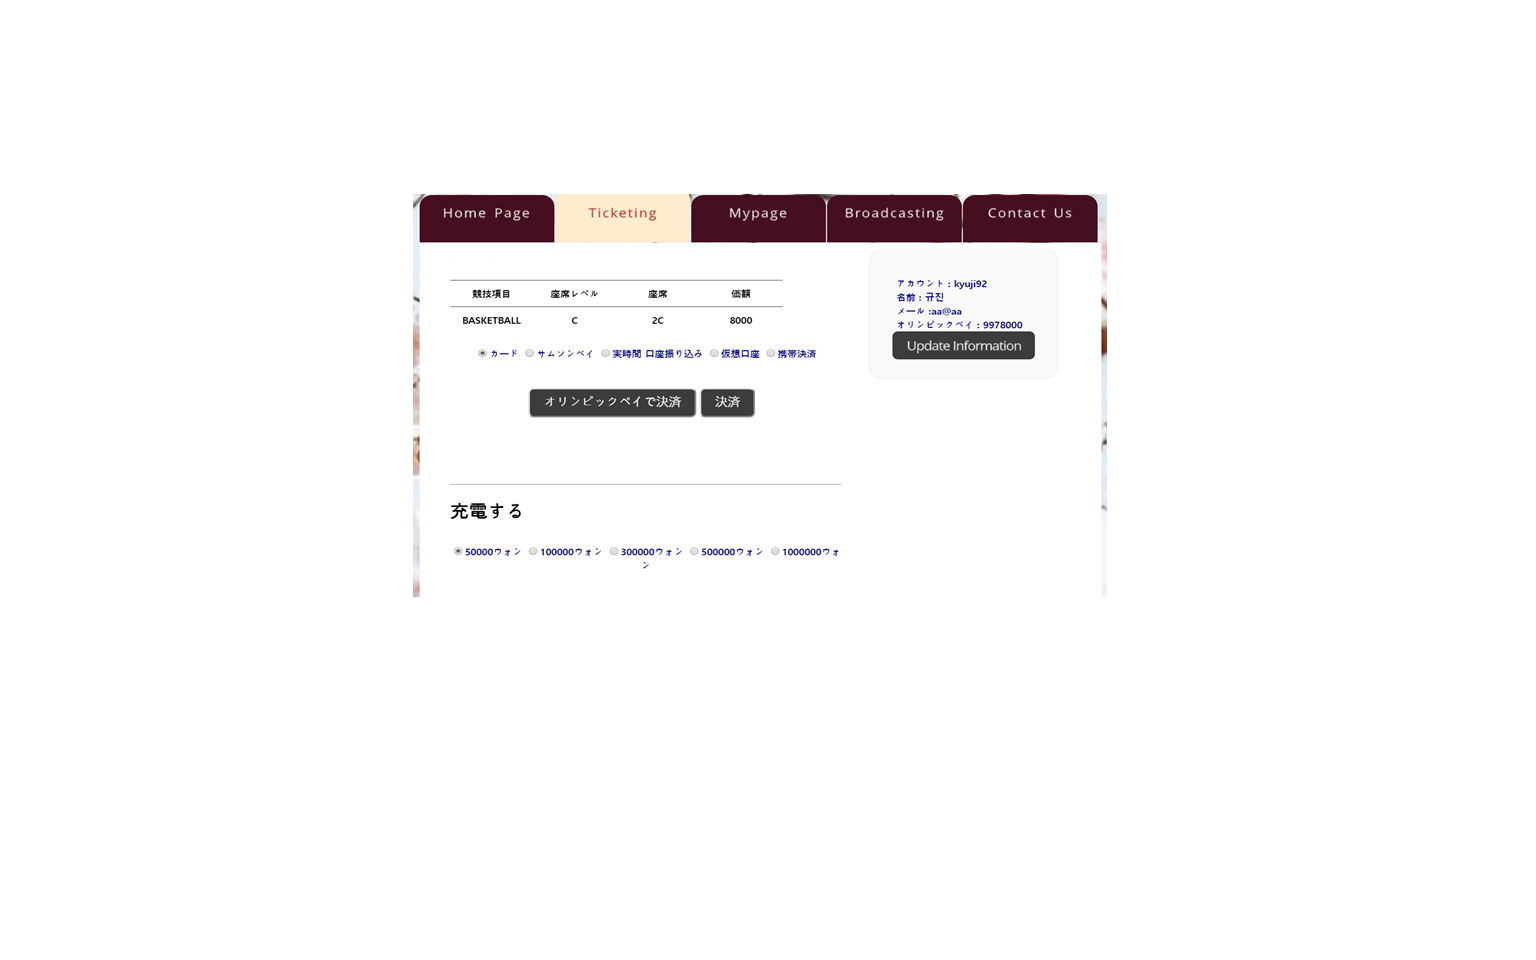 Home Page Ticketing Mypage Broadcasting Contact Us
競技項目 座席レベル 座席 価額
BASKETBALL C 2C 8000
カード サムソンペイ 実時間 口座振り込み 仮想口座 携帯決済
オリンピックペイで決済 決済
アカウント : kyuji92
名前 : 규진
メール :aa@aa
オリンピックペイ : 9978000
Update Information
充電する
50000ウォン 100000ウォン 300000ウォン 500000ウォン 1000000ウォ
ン